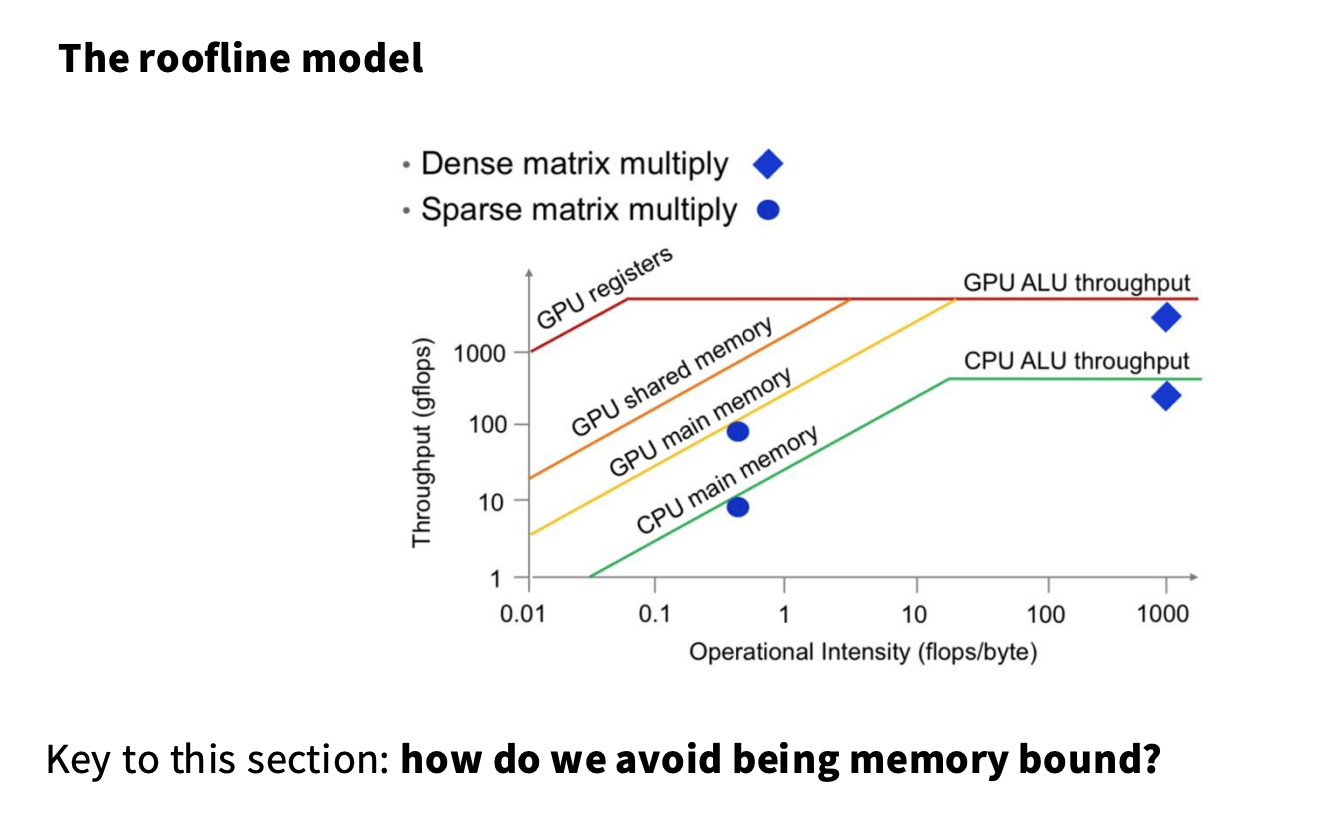 The roofline model
• Dense matrix multiply
• Sparse matrix multiply
GPU registers
GPU ALU throughput
GPU shared memory
CPU ALU throughput
GPU main memory
CPU main memory
Throughput (gflops)
1000
100
10
1
0.01 0.1 1 10 100 1000
Operational Intensity (flops/byte)
Key to this section: how do we avoid being memory bound?